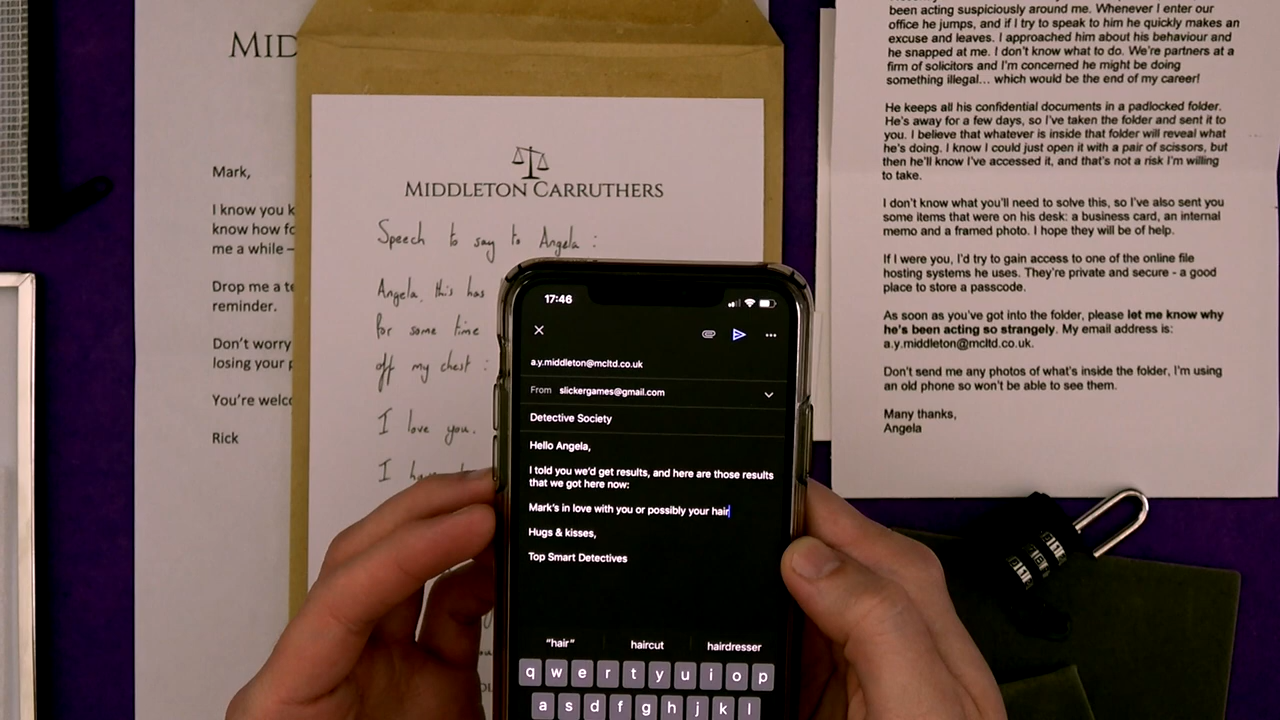 MID
Mark,
I know you k
know how fo
me a while –
Drop me a te
reminder.
Don't worry
losing your p
You're welco
Rick
MIDDLETON CARRUTHERS
Speech to say to Angela :
Angela, this has
for some time
off my chest :
I love you.
I ha
17:46
a.y.middleton@mcltd.co.uk
From slickergames@gmail.com
Detective Society
Hello Angela,
I told you we'd get results, and here are those results
that we got here now:
Mark's in love with you or possibly your hair
Hugs & kisses,
Top Smart Detectives
"hair" haircut hairdresser
q w e r t y u i o p
a s d f g h j k l
been acting suspiciously around me. Whenever I enter our
office he jumps, and if I try to speak to him he quickly makes an
excuse and leaves. I approached him about his behaviour and
he snapped at me. I don't know what to do. We're partners at a
firm of solicitors and I'm concerned he might be doing
something illegal... which would be the end of my career!
He keeps all his confidential documents in a padlocked folder.
He's away for a few days, so I've taken the folder and sent it to
you. I believe that whatever is inside that folder will reveal what
he's doing. I know I could just open it with a pair of scissors, but
then he'll know I've accessed it, and that's not a risk I'm willing
to take.
I don't know what you'll need to solve this, so I've also sent you
some items that were on his desk: a business card, an internal
memo and a framed photo. I hope they will be of help.
If I were you, I'd try to gain access to one of the online file
hosting systems he uses. They're private and secure - a good
place to store a passcode.
As soon as you've got into the folder, please let me know why
he's been acting so strangely. My email address is:
a.y.middleton@mcltd.co.uk.
Don't send me any photos of what's inside the folder, I'm using
an old phone so won't be able to see them.
Many thanks,
Angela